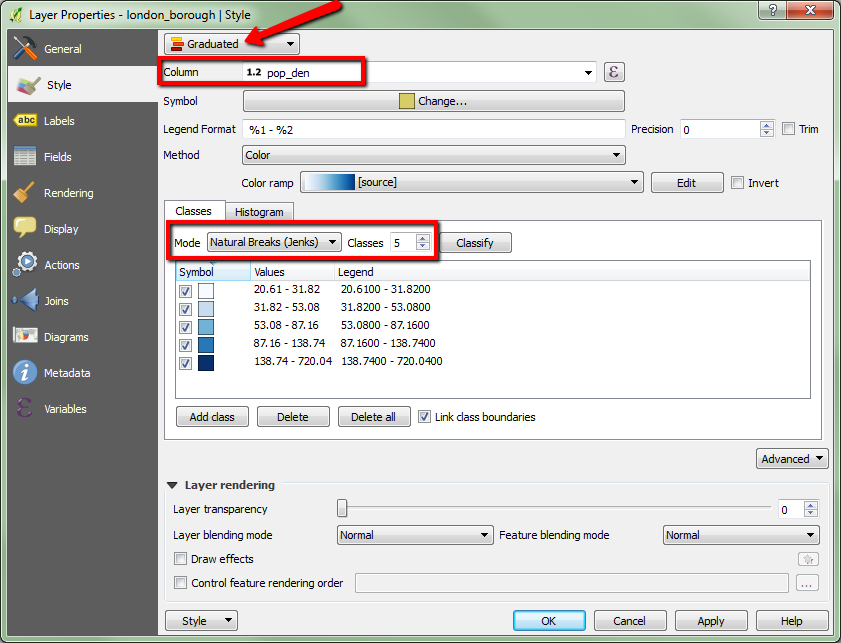 Layer Properties - london_borough | Style
?
General
Style
Labels
Fields
Rendering
Display
Actions
Joins
Diagrams
Metadata
Variables
abc
Graduated
Column 1.2 pop_den ε
Symbol Change...
Legend Format %1 - %2 Precision 0 Trim
Method Color
Color ramp [source] Edit Invert
Classes Histogram
Mode Natural Breaks (Jenks) Classes 5 Classify
Symbol Values Legend
20.61 - 31.82 20.6100 - 31.8200
31.82 - 53.08 31.8200 - 53.0800
53.08 - 87.16 53.0800 - 87.1600
87.16 - 138.74 87.1600 - 138.7400
138.74 - 720.04 138.7400 - 720.0400
Add class Delete Delete all Link class boundaries
Advanced
Layer rendering
Layer transparency 0
Layer blending mode Normal Feature blending mode Normal
Draw effects
Control feature rendering order ...
Style OK Cancel Apply Help